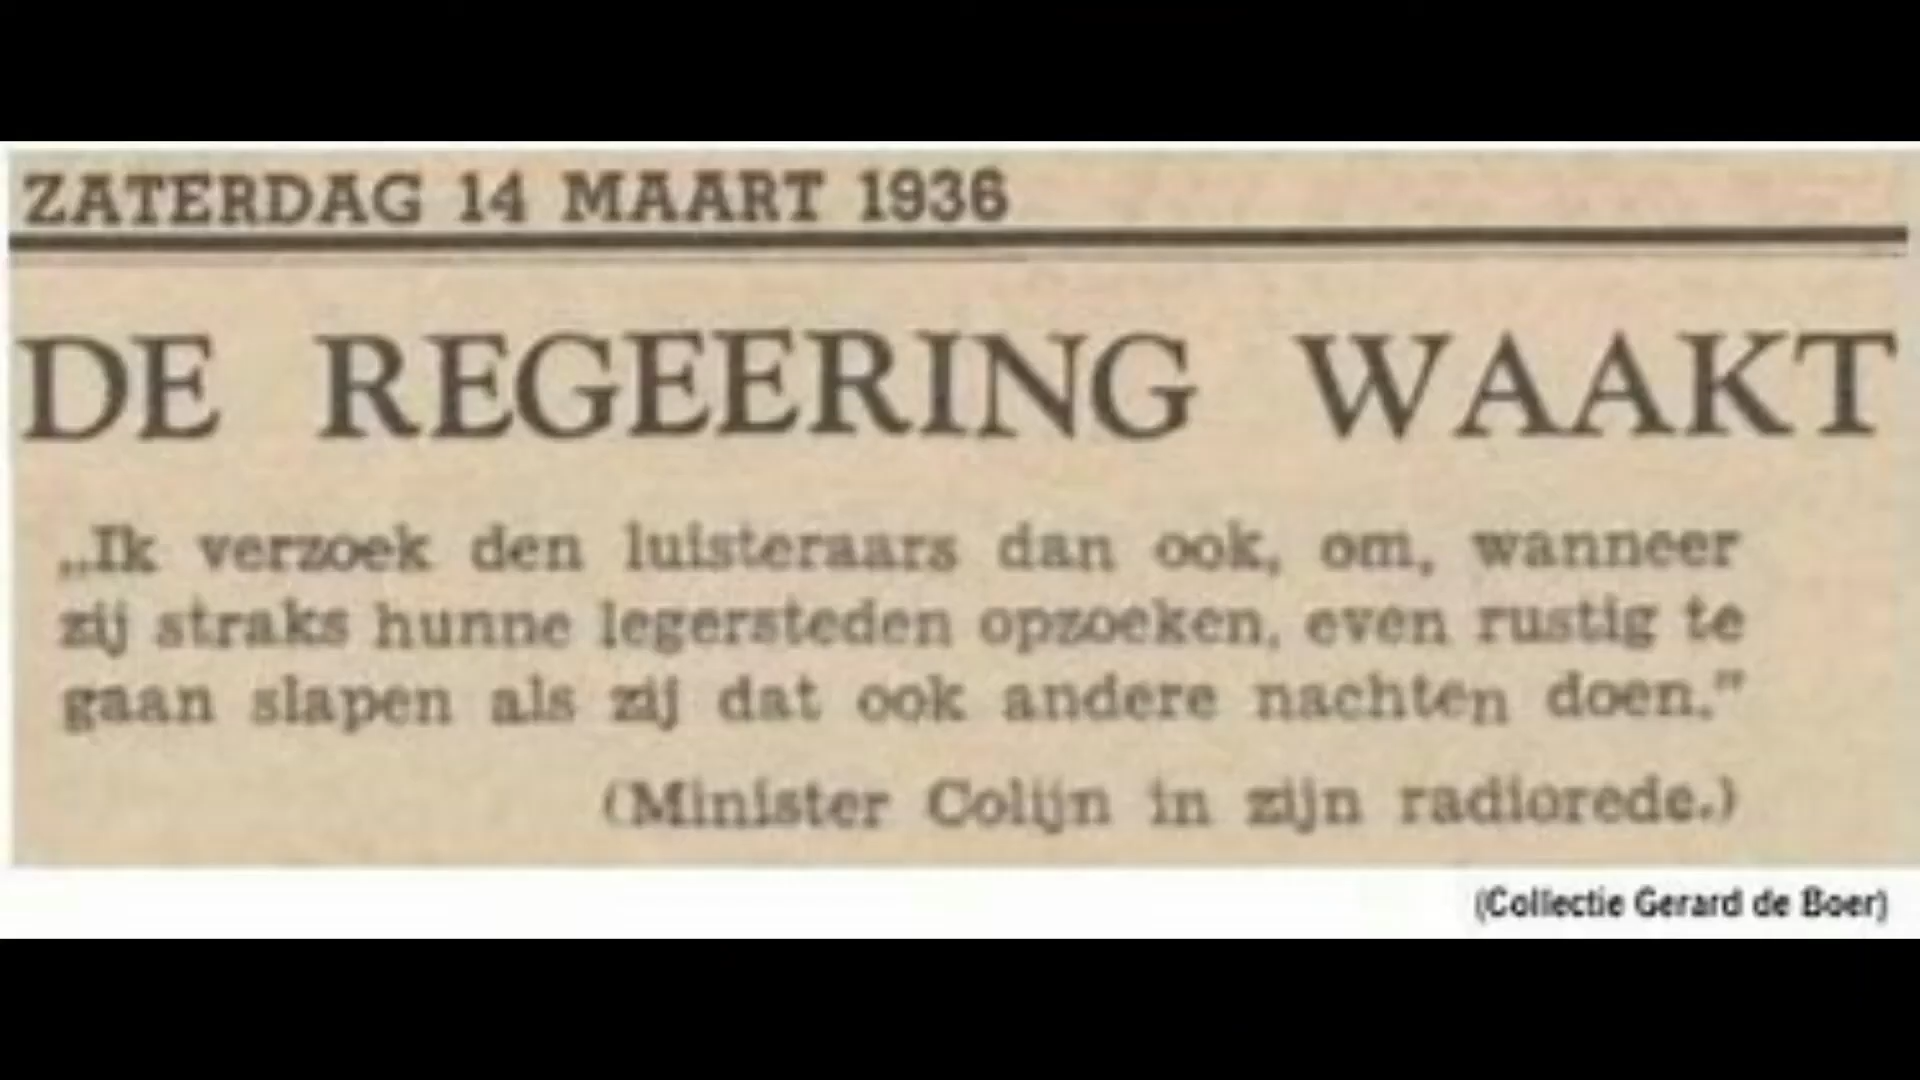 ZATERDAG 14 MAART 1936
DE REGEERING WAAKT
„Ik verzoek den luisteraars dan ook, om, wanneer
zij straks hunne legersteden opzoeken, even rustig te
gaan slapen als zij dat ook andere nachten doen."
(Minister Colijn in zijn radiorede.)
(Collectie Gerard de Boer)